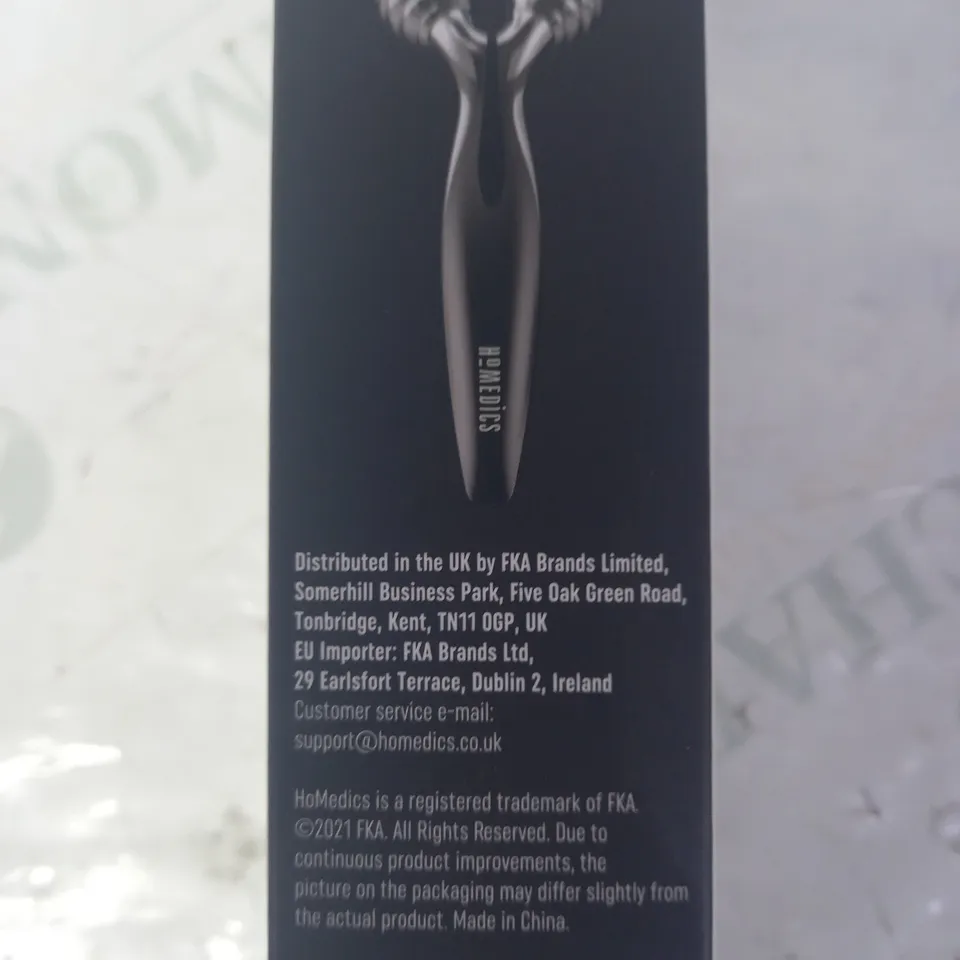 HoMEDiCS
Distributed in the UK by FKA Brands Limited,
Somerhill Business Park, Five Oak Green Road,
Tonbridge, Kent, TN11 0GP, UK
EU Importer: FKA Brands Ltd,
29 Earlsfort Terrace, Dublin 2, Ireland
Customer service e-mail:
support@homedics.co.uk
HoMedics is a registered trademark of FKA.
©2021 FKA. All Rights Reserved. Due to
continuous product improvements, the
picture on the packaging may differ slightly from
the actual product. Made in China.